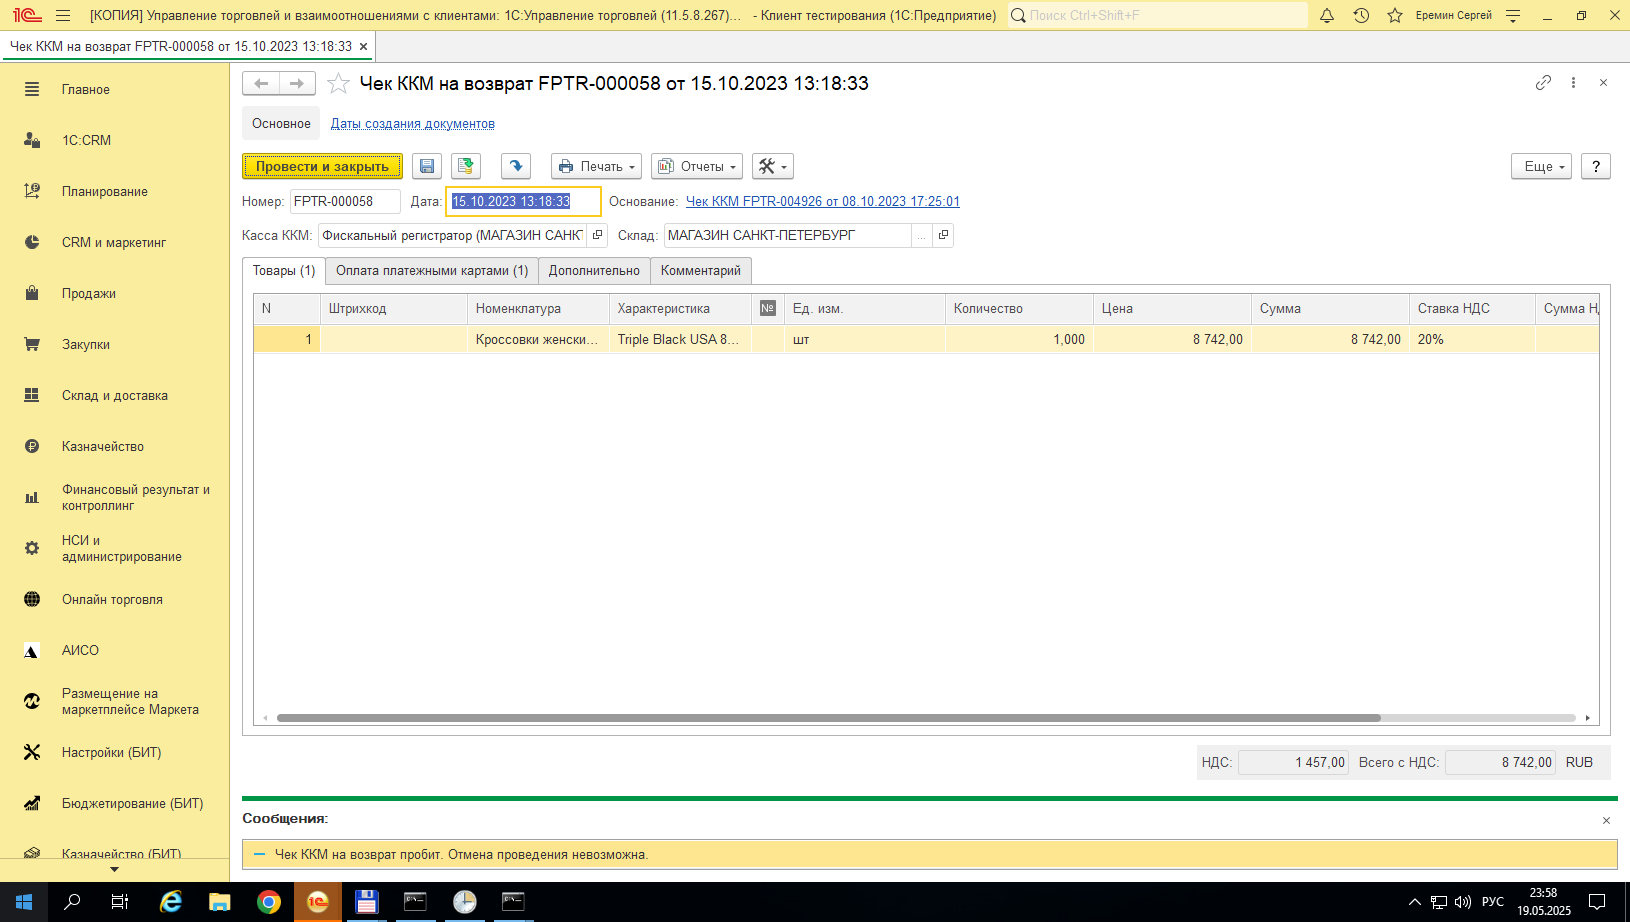 [КОПИЯ] Управление торговлей и взаимоотношениями с клиентами: 1С:Управление торговлей (11.5.8.267)... - Клиент тестирования (1С:Предприятие)
Поиск Ctrl+Shift+F
Еремин Сергей
Чек ККМ на возврат FPTR-000058 от 15.10.2023 13:18:33
Главное
1С:CRM
Планирование
CRM и маркетинг
Продажи
Закупки
Склад и доставка
Казначейство
Финансовый результат и
контроллинг
НСИ и
администрирование
Онлайн торговля
АИСО
Размещение на
маркетплейсе Маркета
Настройки (БИТ)
Бюджетирование (БИТ)
Казначейство (БИТ)
Чек ККМ на возврат FPTR-000058 от 15.10.2023 13:18:33
Основное Даты создания документов
Провести и закрыть Печать Отчеты Еще ?
Номер: FPTR-000058 Дата: 15.10.2023 13:18:33 Основание: Чек ККМ FPTR-004926 от 08.10.2023 17:25:01
Касса ККМ: Фискальный регистратор (МАГАЗИН САНКТ Склад: МАГАЗИН САНКТ-ПЕТЕРБУРГ ...
Товары (1) Оплата платежными картами (1) Дополнительно Комментарий
N Штрихкод Номенклатура Характеристика № Ед. изм. Количество Цена Сумма Ставка НДС Сумма НД
1 Кроссовки женски... Triple Black USA 8... шт 1,000 8 742,00 8 742,00 20%
НДС: 1 457,00 Всего с НДС: 8 742,00 RUB
Сообщения:
Чек ККМ на возврат пробит. Отмена проведения невозможна.
РУС
23:58
19.05.2025